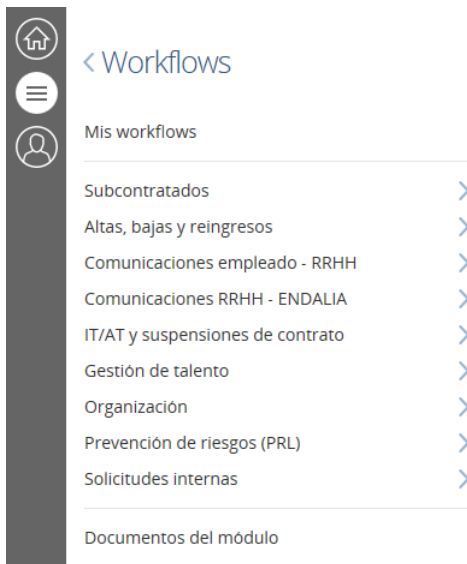 Workflows
Mis workflows
Subcontratados
Altas, bajas y reingresos
Comunicaciones empleado - RRHH
Comunicaciones RRHH - ENDALIA
IT/AT y suspensiones de contrato
Gestión de talento
Organización
Prevención de riesgos (PRL)
Solicitudes internas
Documentos del módulo